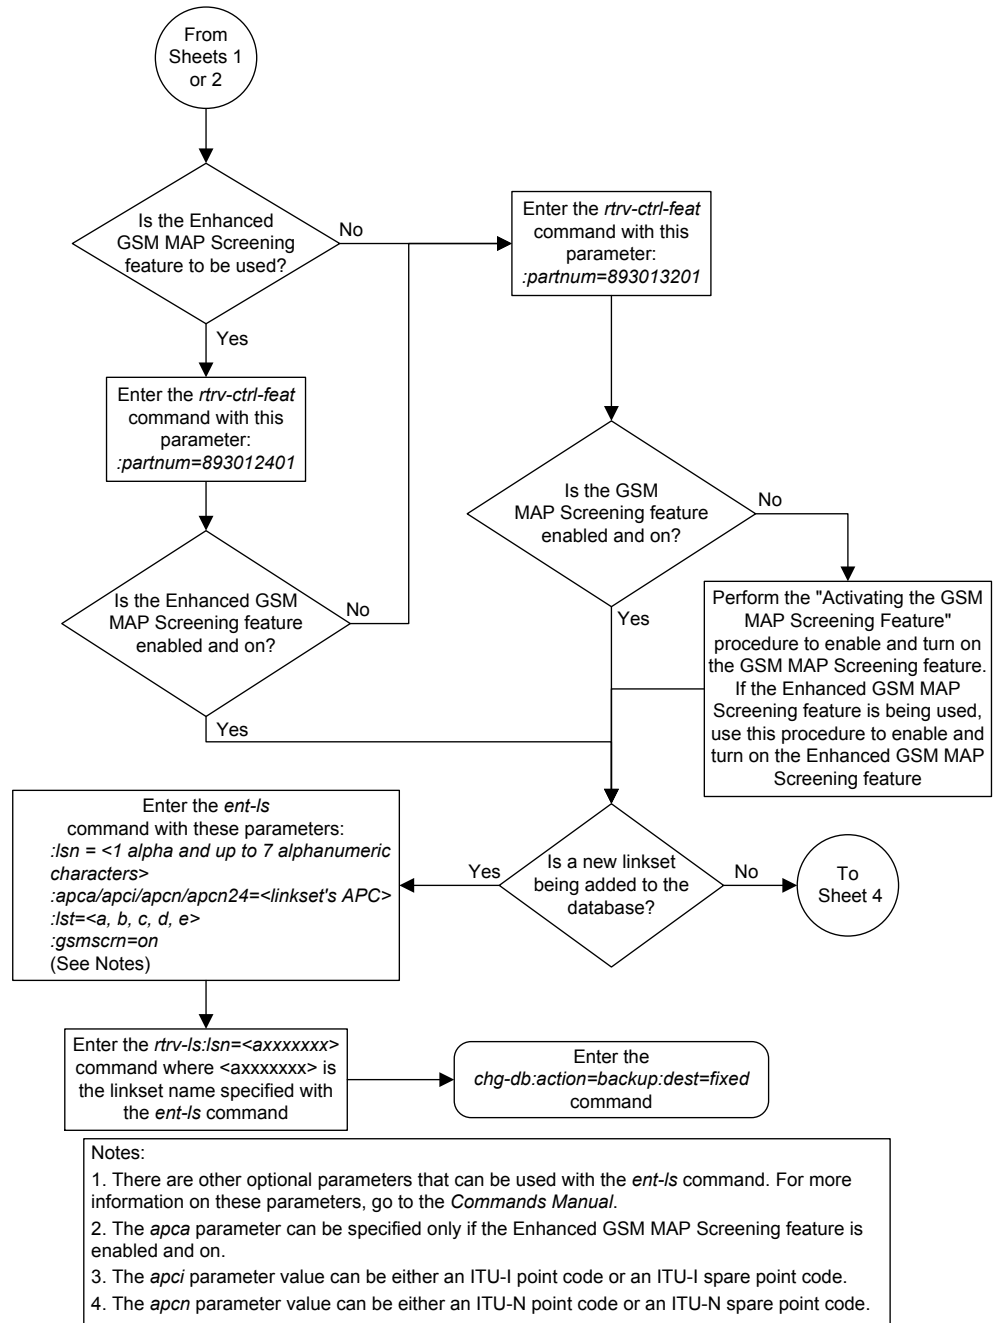 From
Sheets 1
or 2
Is the Enhanced
GSM MAP Screening
feature to be used?
No
Yes
Enter the rtrv-ctrl-feat
command with this
parameter:
:partnum=893013201
Enter the rtrv-ctrl-feat
command with this
parameter:
:partnum=893012401
Is the GSM
MAP Screening feature
enabled and on?
No
Yes
Is the Enhanced GSM
MAP Screening feature
enabled and on?
No
Yes
Perform the "Activating the GSM
MAP Screening Feature"
procedure to enable and turn on
the GSM MAP Screening feature.
If the Enhanced GSM MAP
Screening feature is being used,
use this procedure to enable and
turn on the Enhanced GSM MAP
Screening feature
Enter the ent-ls
command with these parameters:
:lsn = <1 alpha and up to 7 alphanumeric
characters>
:apca/apci/apcn/apcn24=<linkset's APC>
:lst=<a, b, c, d, e>
:gsmscrn=on
(See Notes)
Yes
Is a new linkset
being added to the
database?
No
To
Sheet 4
Enter the rtrv-ls:lsn=<axxxxxxx>
command where <axxxxxxx> is
the linkset name specified with
the ent-ls command
Enter the
chg-db:action=backup:dest=fixed
command
Notes:
1. There are other optional parameters that can be used with the ent-ls command. For more
information on these parameters, go to the Commands Manual.
2. The apca parameter can be specified only if the Enhanced GSM MAP Screening feature is
enabled and on.
3. The apci parameter value can be either an ITU-I point code or an ITU-I spare point code.
4. The apcn parameter value can be either an ITU-N point code or an ITU-N spare point code.